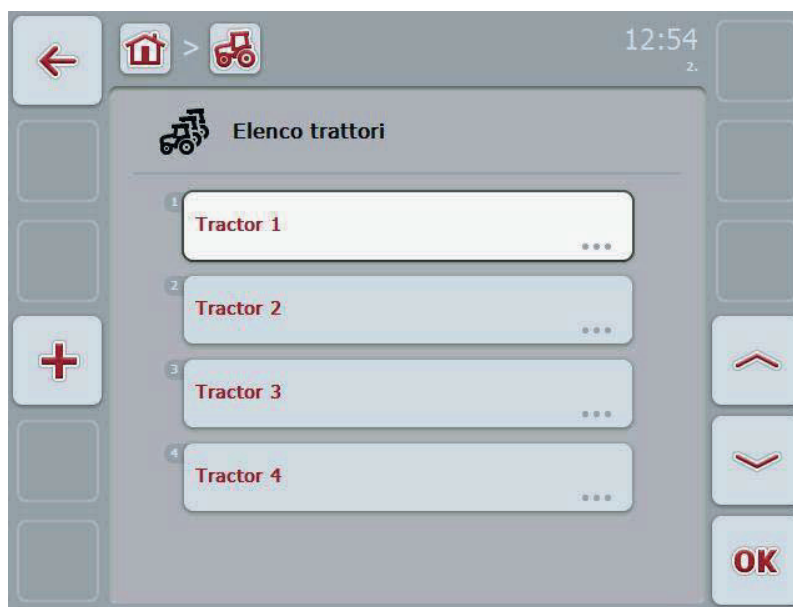 12:54
2.
Elenco trattori
1
Tractor 1
2
Tractor 2
3
Tractor 3
4
Tractor 4
OK